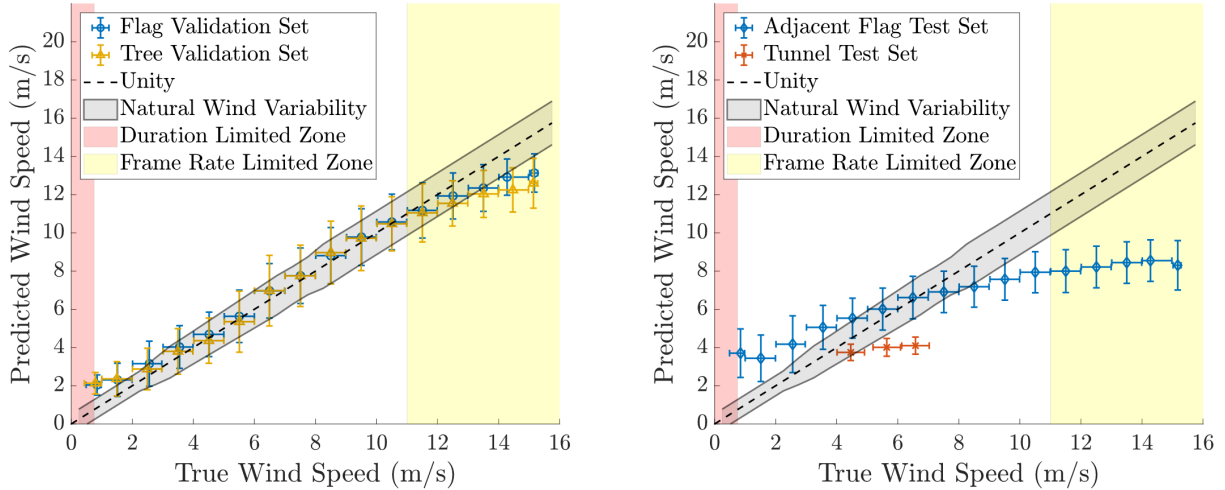 Predicted Wind Speed (m/s)
20
18
16
14
12
10
8
6
4
2
0
Flag Validation Set
Tree Validation Set
Unity
Natural Wind Variability
Duration Limited Zone
Frame Rate Limited Zone
0 2 4 6 8 10 12 14 16
True Wind Speed (m/s)
Predicted Wind Speed (m/s)
20
18
16
14
12
10
8
6
4
2
0
Adjacent Flag Test Set
Tunnel Test Set
Unity
Natural Wind Variability
Duration Limited Zone
Frame Rate Limited Zone
0 2 4 6 8 10 12 14 16
True Wind Speed (m/s)